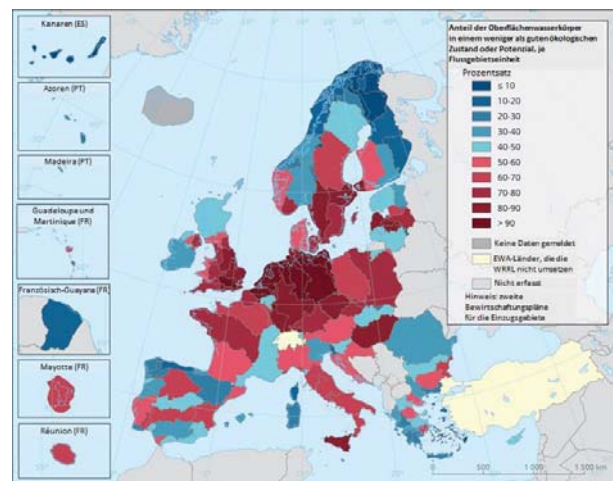 Kanaren (ES)
Azoren (PT)
Madeira (PT)
Guadeloupe und
Martinique (FR)
Französisch-Guayana (FR)
Mayotte (FR)
Réunion (FR)
Anteil der Oberflächenwasserkörper
in einem weniger als guten ökologischen
Zustand oder Potenzial, je
Flussgebietseinheit
Prozentsatz
≤ 10
10-20
20-30
30-40
40-50
50-60
60-70
70-80
80-90
> 90
Keine Daten gemeldet
EWA-Länder, die die
WRRL nicht umsetzen
Nicht erfasst
Hinweis: zweite
Bewirtschaftungspläne
für die Einzugsgebiete
0 500 1 000 1 500 km